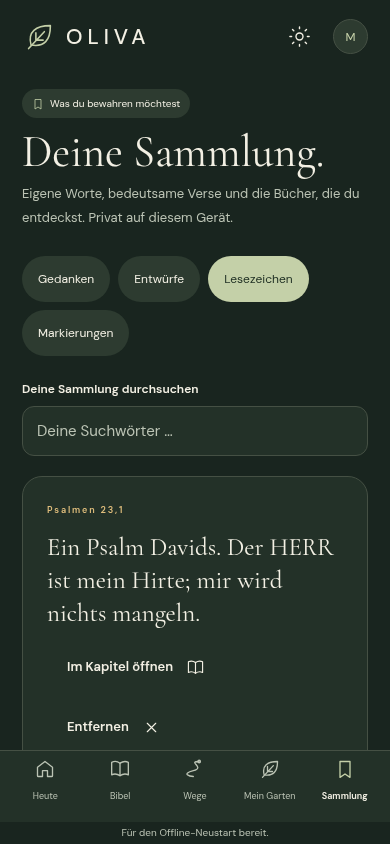 OLIVA
M
Was du bewahren möchtest
Deine Sammlung.
Eigene Worte, bedeutsame Verse und die Bücher, die du
entdeckst. Privat auf diesem Gerät.
Gedanken
Entwürfe
Lesezeichen
Markierungen
Deine Sammlung durchsuchen
Deine Suchwörter …
Psalmen 23,1
Ein Psalm Davids. Der HERR
ist mein Hirte; mir wird
nichts mangeln.
Im Kapitel öffnen
Entfernen
Heute
Bibel
Wege
Mein Garten
Sammlung
Für den Offline-Neustart bereit.